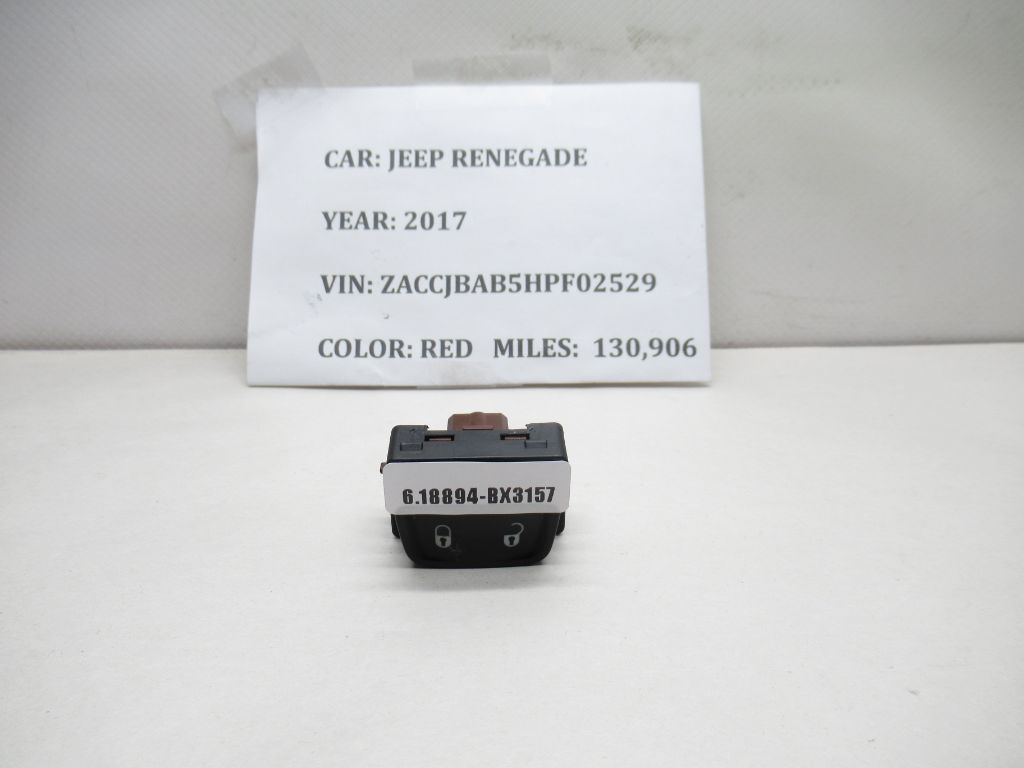 CAR: JEEP RENEGADE
YEAR: 2017
VIN: ZACCJBAB5HPF02529
COLOR: RED MILES: 130,906
6.18894-BX3157